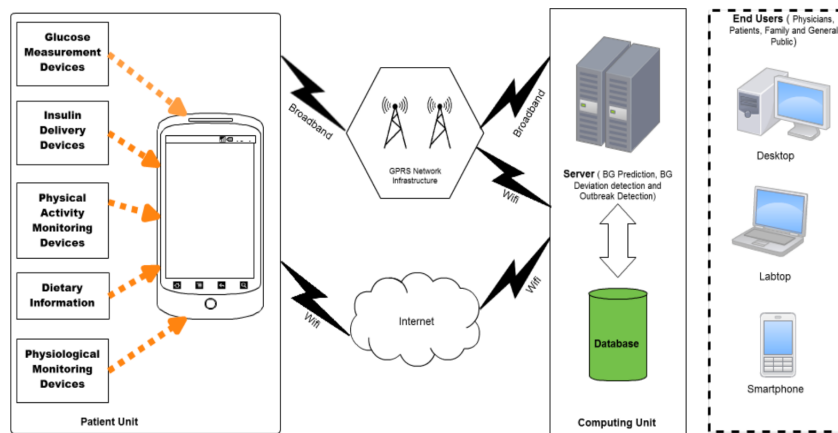 Glucose
Measurement
Devices
Insulin
Delivery
Devices
Physical
Activity
Monitoring
Devices
Dietary
Information
Physiological
Monitoring
Devices
Patient Unit
Broadband
Wifi
GPRS Network
Infrastructure
Internet
Broadband
Wifi
Wifi
Server ( BG Prediction, BG
Deviation detection and
Outbreak Detection)
Database
Computing Unit
End Users ( Physicians,
Patients, Family and General
Public)
Desktop
Labtop
Smartphone